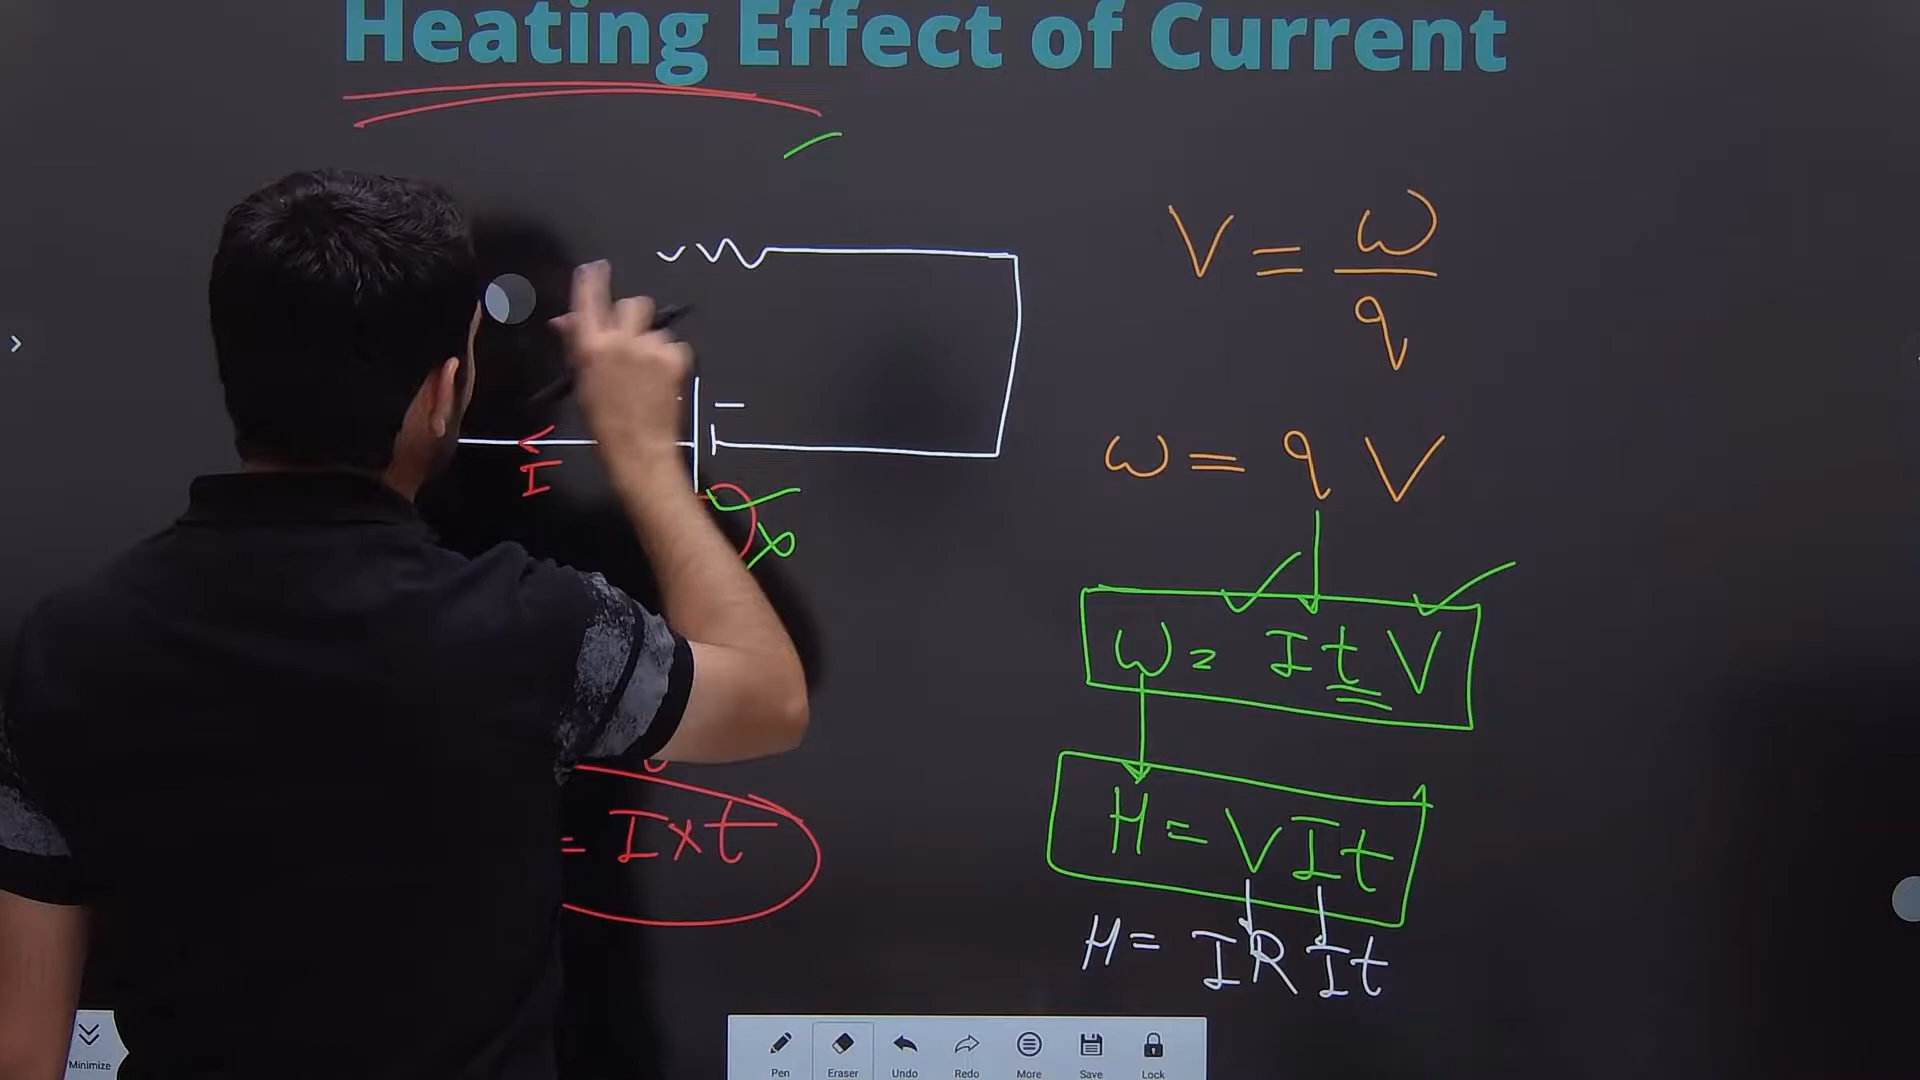 Heating Effect of Current
V = W/q
W = q V
I
W = I t V
= I x t
H = V I t
H = I R I t
Minimize
Pen Eraser Undo Redo More Save Lock